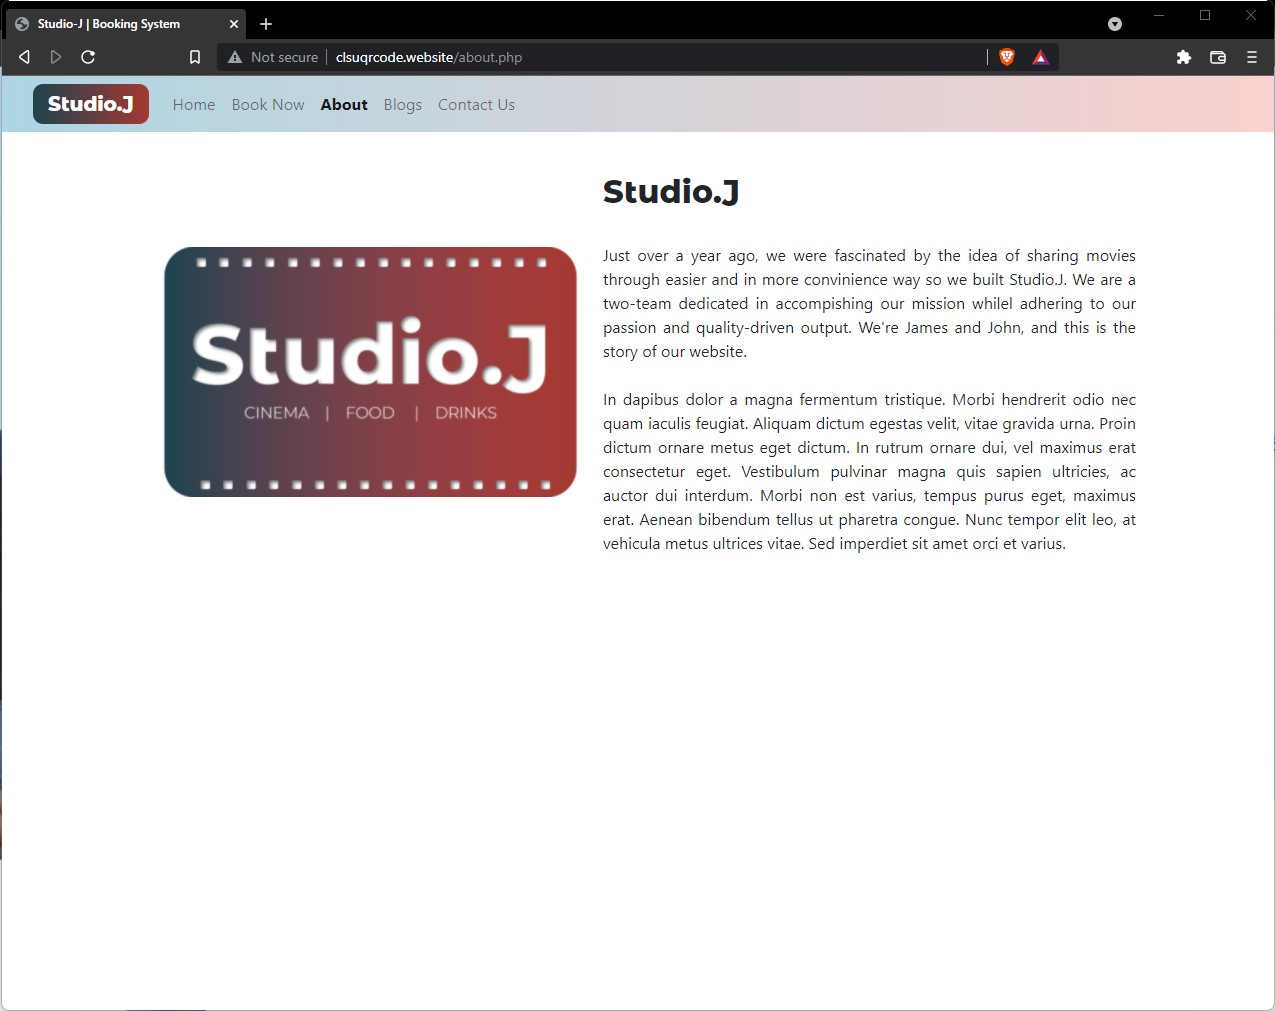 Studio-J | Booking System
Not secure | clsuqrcode.website/about.php
Studio.J Home Book Now About Blogs Contact Us
Studio.J
Studio.J
CINEMA | FOOD | DRINKS
Just over a year ago, we were fascinated by the idea of sharing movies
through easier and in more convinience way so we built Studio.J. We are a
two-team dedicated in accompishing our mission whilel adhering to our
passion and quality-driven output. We're James and John, and this is the
story of our website.
In dapibus dolor a magna fermentum tristique. Morbi hendrerit odio nec
quam iaculis feugiat. Aliquam dictum egestas velit, vitae gravida urna. Proin
dictum ornare metus eget dictum. In rutrum ornare dui, vel maximus erat
consectetur eget. Vestibulum pulvinar magna quis sapien ultricies, ac
auctor dui interdum. Morbi non est varius, tempus purus eget, maximus
erat. Aenean bibendum tellus ut pharetra congue. Nunc tempor elit leo, at
vehicula metus ultrices vitae. Sed imperdiet sit amet orci et varius.